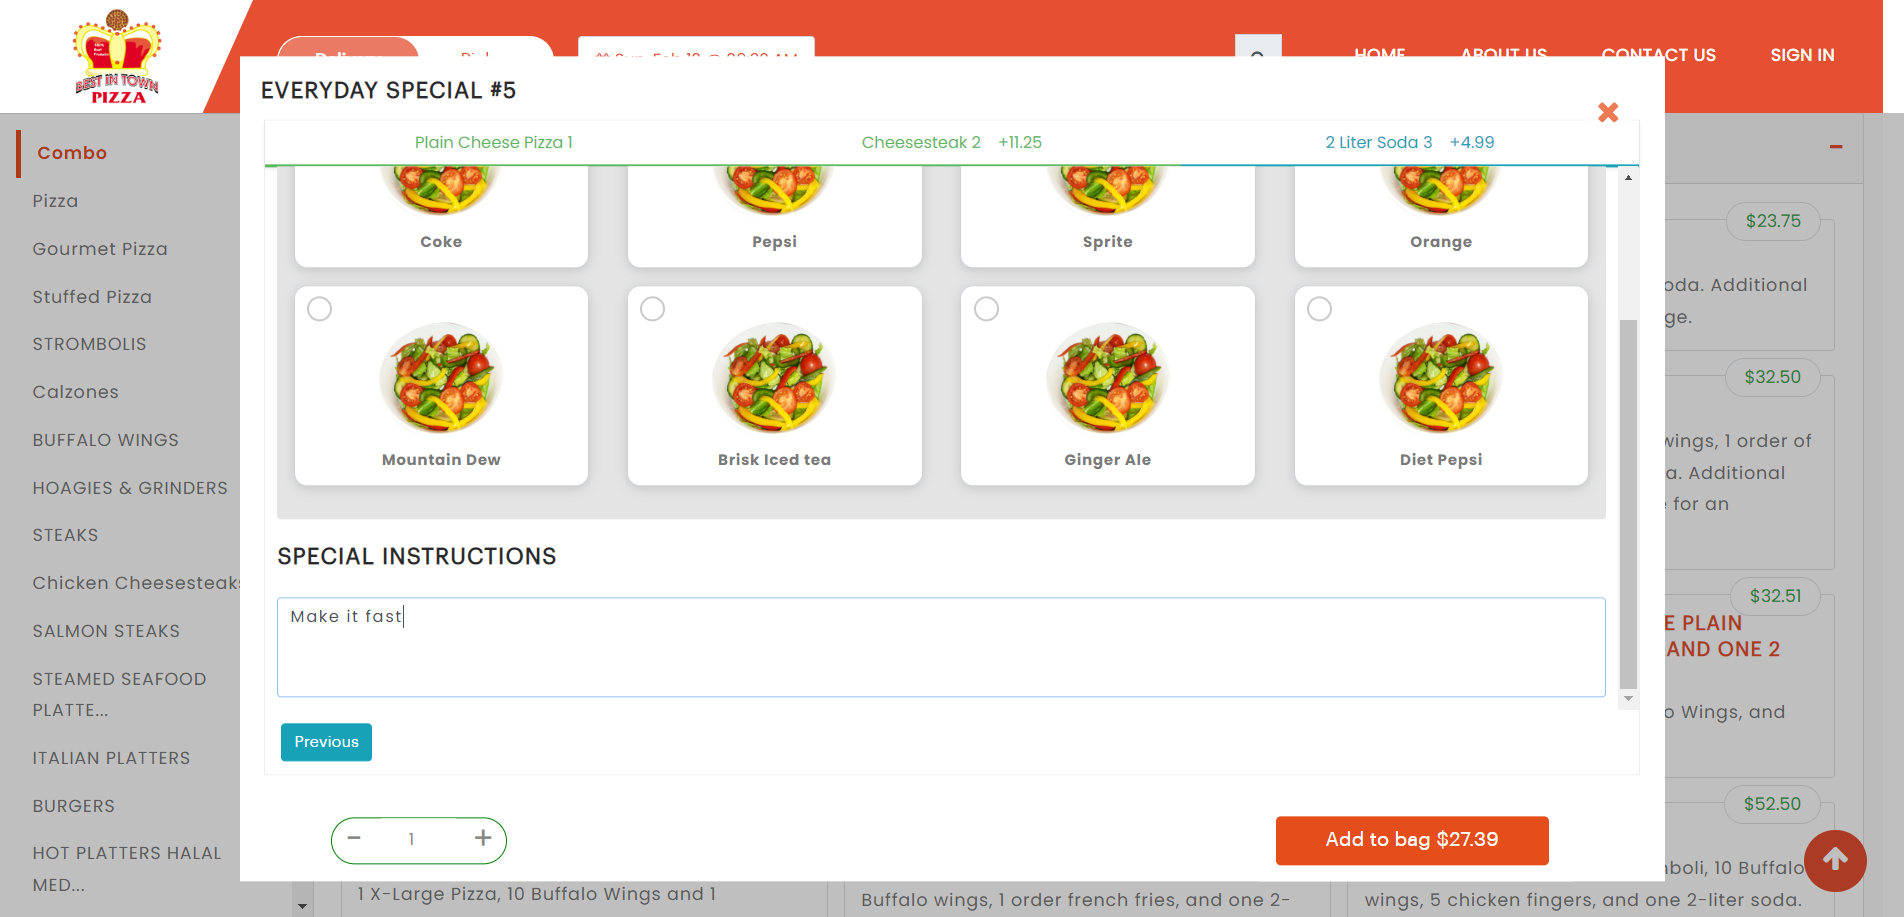 BEST IN TOWN
PIZZA
HOME
ABOUT US
CONTACT US
SIGN IN
EVERYDAY SPECIAL #5
Plain Cheese Pizza 1
Cheesesteak 2 +11.25
2 Liter Soda 3 +4.99
Combo
Pizza
Gourmet Pizza
Stuffed Pizza
STROMBOLIS
Calzones
BUFFALO WINGS
HOAGIES & GRINDERS
STEAKS
Chicken Cheesesteaks
SALMON STEAKS
STEAMED SEAFOOD
PLATTE...
ITALIAN PLATTERS
BURGERS
HOT PLATTERS HALAL
MED...
Coke
Pepsi
Sprite
Orange
Mountain Dew
Brisk Iced tea
Ginger Ale
Diet Pepsi
SPECIAL INSTRUCTIONS
Make it fast
Previous
1
Add to bag $27.39
$23.75
oda. Additional
ge.
$32.50
wings, 1 order of
a. Additional
for an
$32.51
E PLAIN
AND ONE 2
o Wings, and
$52.50
nboli, 10 Buffalo
wings, 5 chicken fingers, and one 2-liter soda.
1 X-Large Pizza, 10 Buffalo Wings and 1
Buffalo wings, 1 order french fries, and one 2-